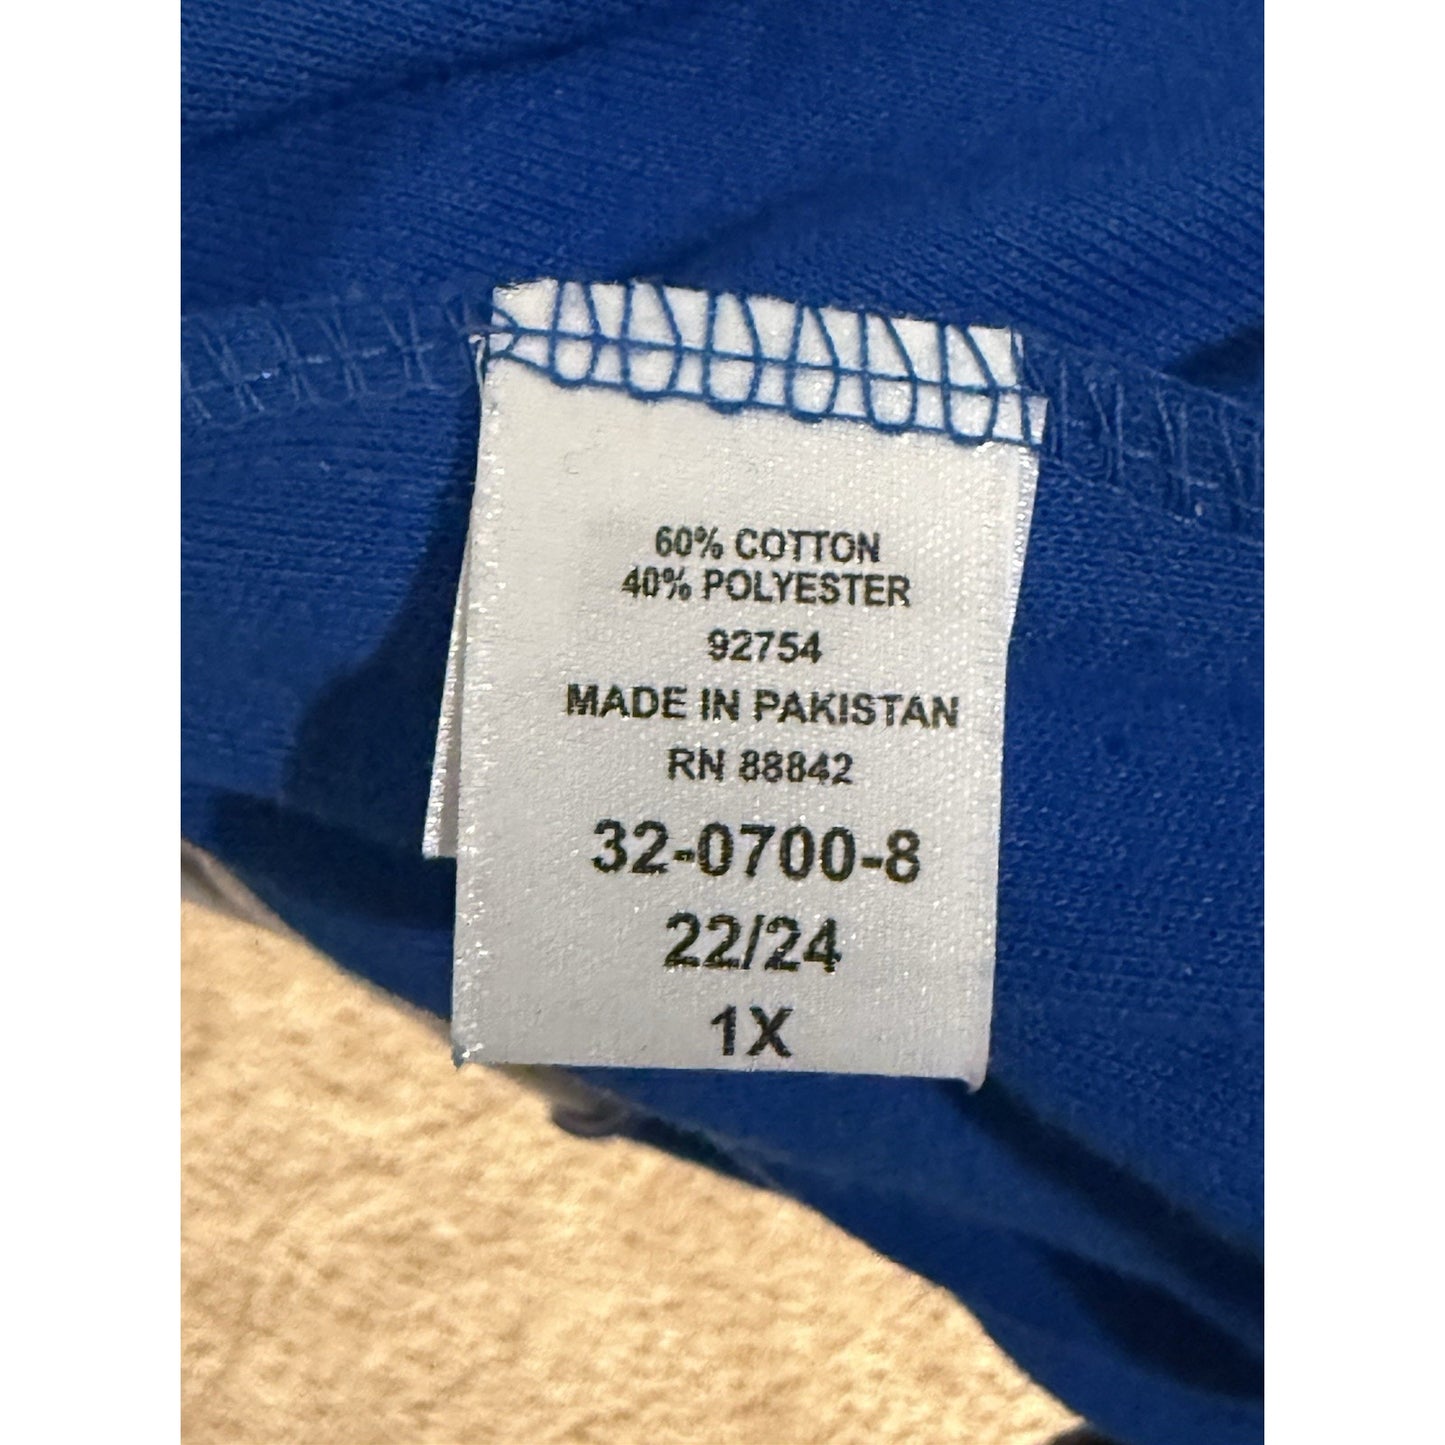 60% COTTON
40% POLYESTER
92754
MADE IN PAKISTAN
RN 88842
32-0700-8
22/24
1X